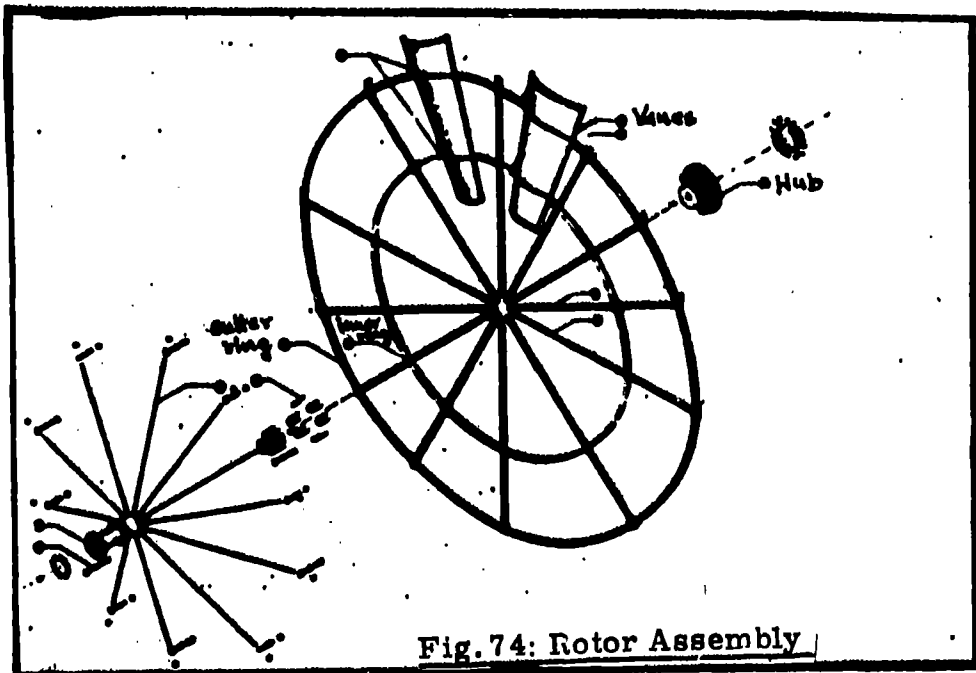 Vanes
Hub
outer
ring
inner
ring
Fig. 74: Rotor Assembly